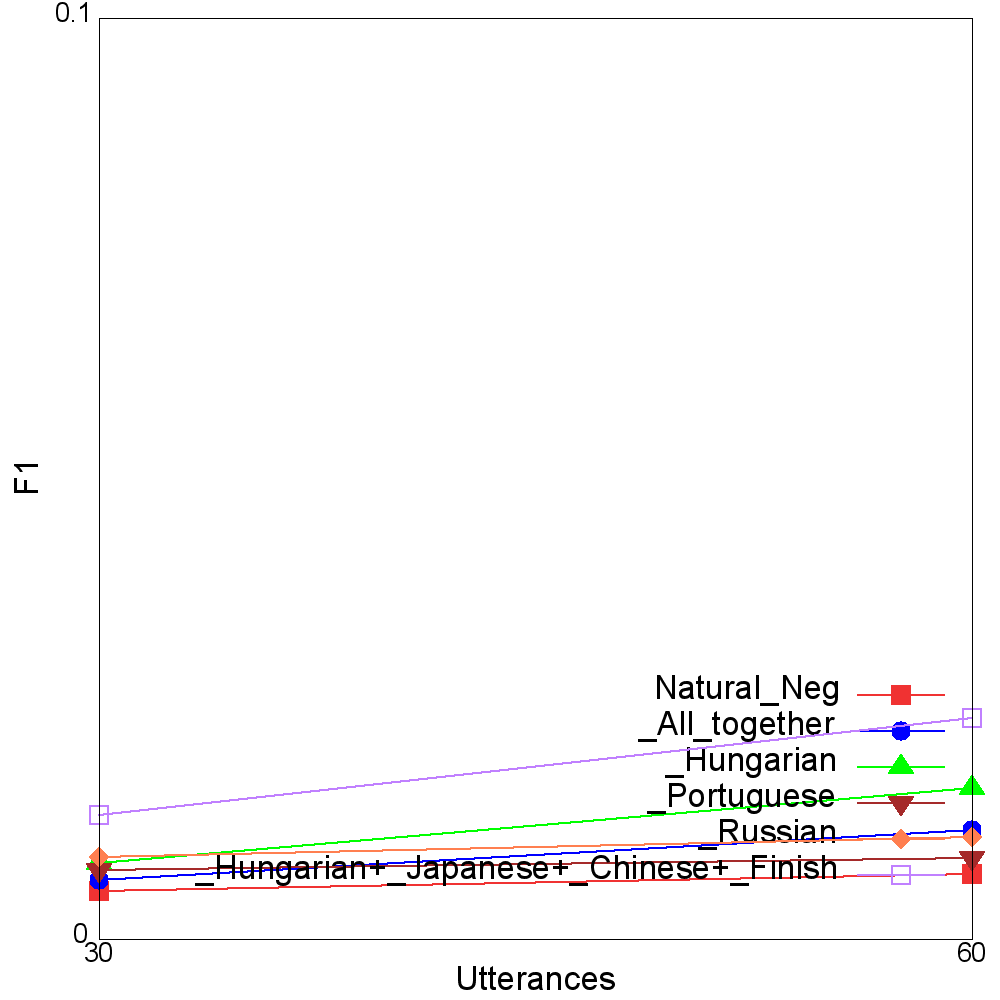 0.1
F1
Natural_Neg
_All_together
_Hungarian
_Portuguese
_Russian
_Hungarian+_Japanese+_Chinese+_Finish
0
30
60
Utterances